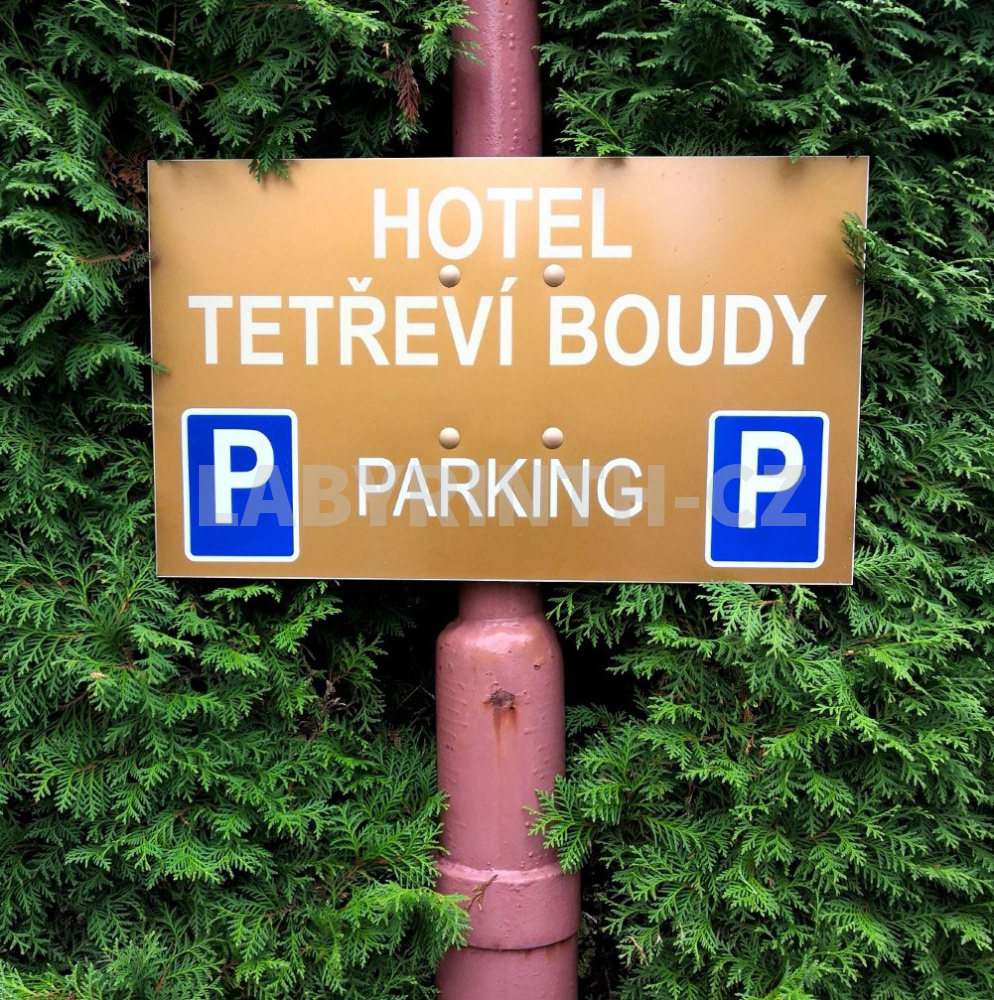 HOTEL
TETŘEVÍ BOUDY
P PARKING P
LABYRINTH-CZ